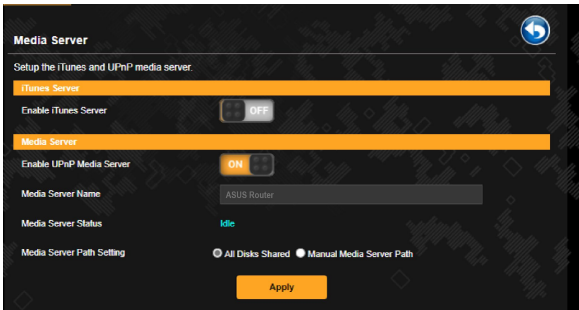 Media Server
Setup the iTunes and UPnP media server.
iTunes Server
Enable iTunes Server
OFF
Media Server
Enable UPnP Media Server
ON
Media Server Name
ASUS Router
Media Server Status
Idle
Media Server Path Setting
All Disks Shared Manual Media Server Path
Apply